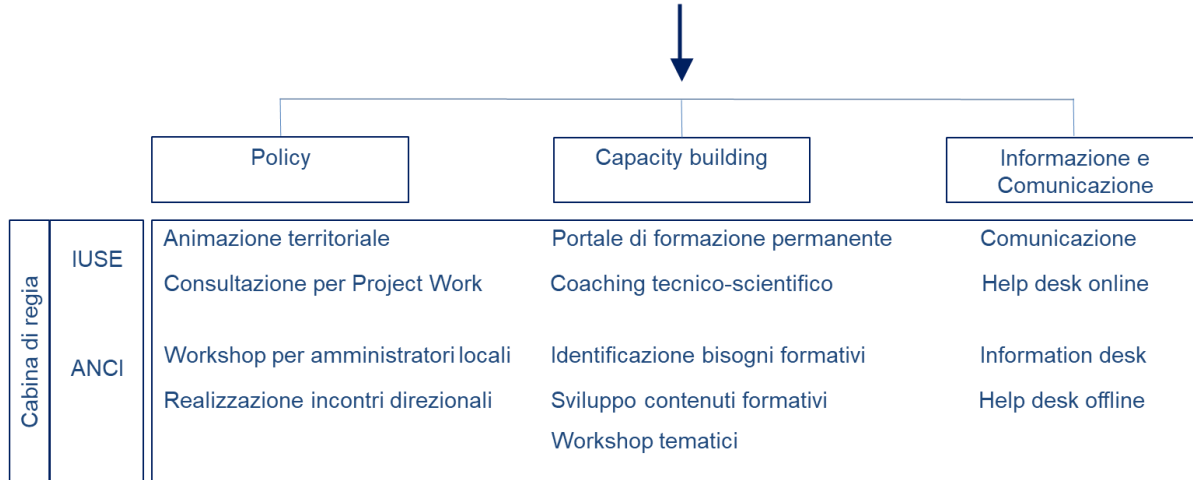 Policy
Capacity building
Informazione e
Comunicazione
Cabina di regia
IUSE
Animazione territoriale
Portale di formazione permanente
Comunicazione
Consultazione per Project Work
Coaching tecnico-scientifico
Help desk online
ANCI
Workshop per amministratori locali
Identificazione bisogni formativi
Information desk
Realizzazione incontri direzionali
Sviluppo contenuti formativi
Help desk offline
Workshop tematici